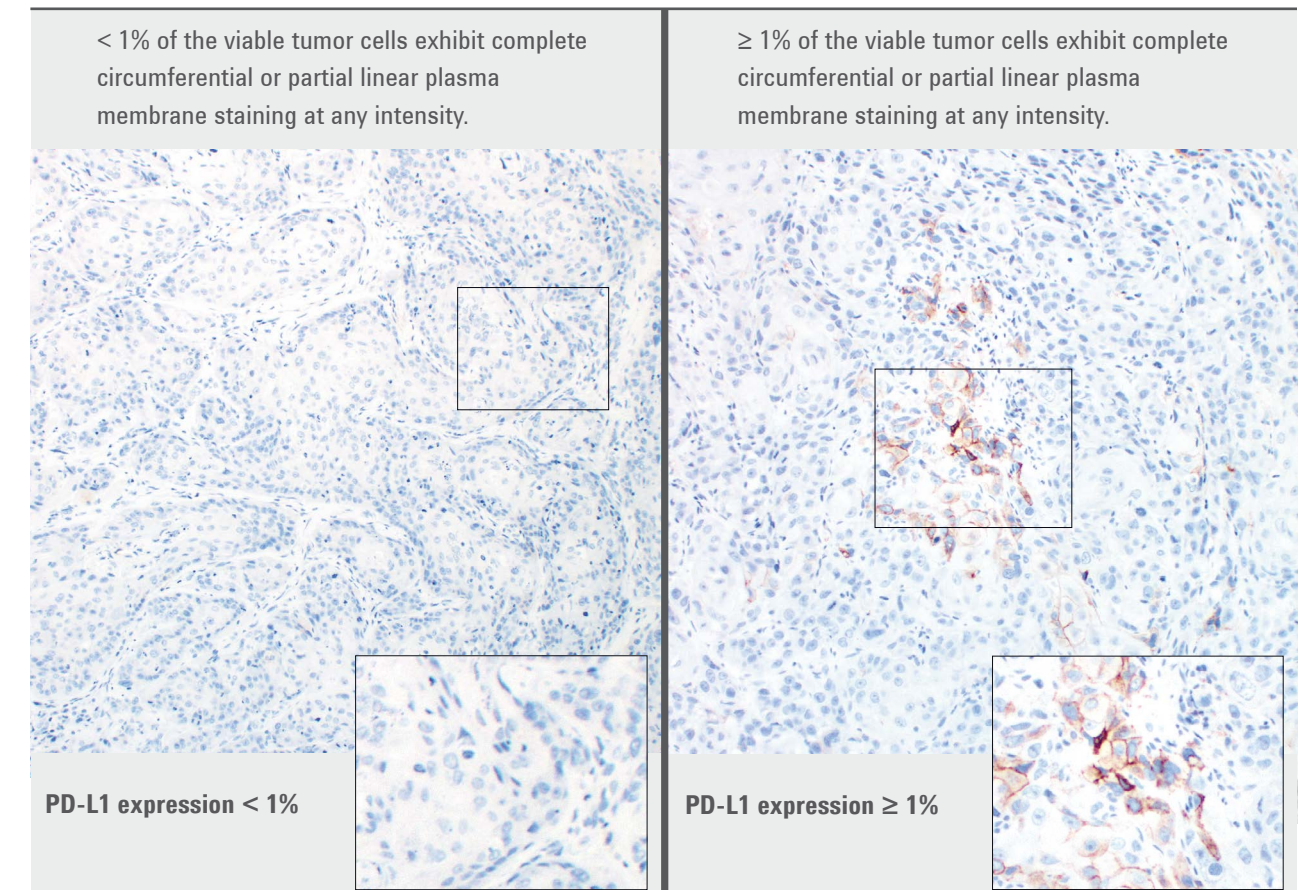 < 1% of the viable tumor cells exhibit complete
circumferential or partial linear plasma
membrane staining at any intensity.
PD-L1 expression < 1%
≥ 1% of the viable tumor cells exhibit complete
circumferential or partial linear plasma
membrane staining at any intensity.
PD-L1 expression ≥ 1%